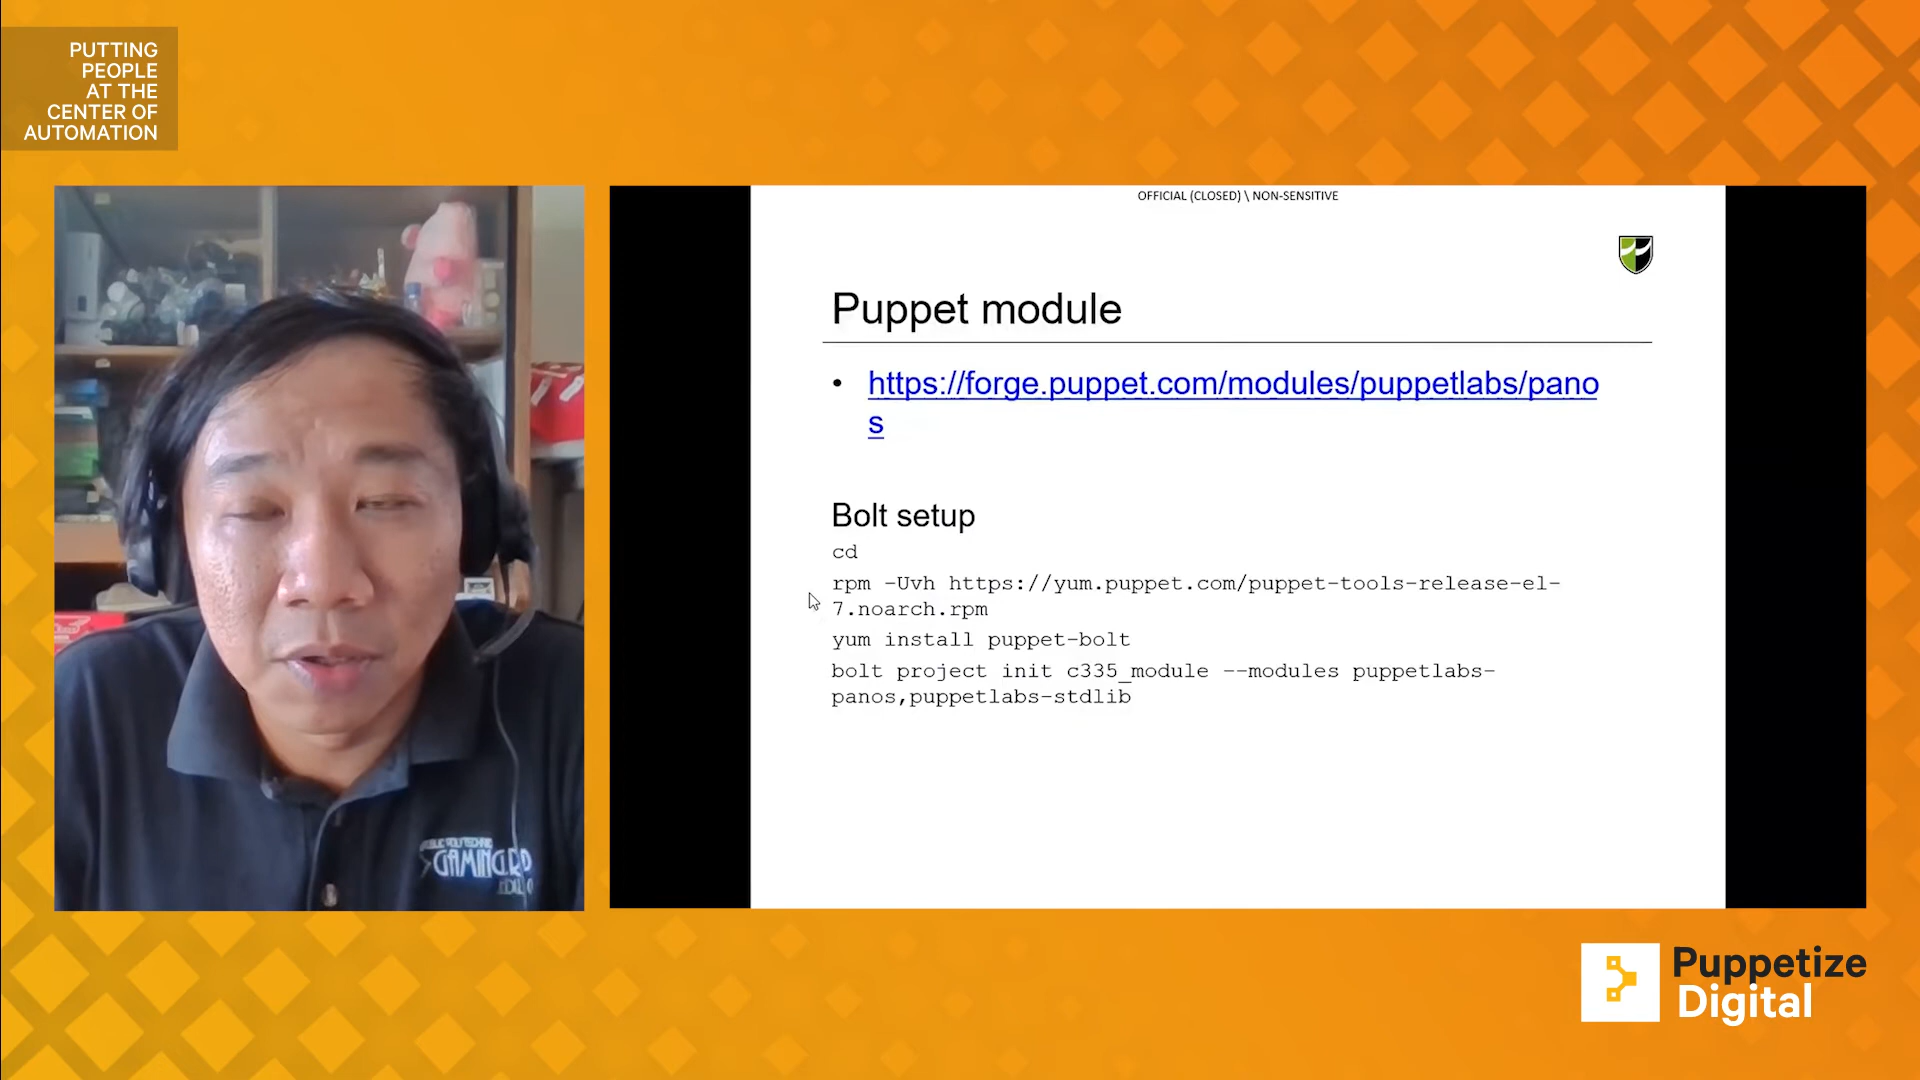 PUTTING
PEOPLE
AT THE
CENTER OF
AUTOMATION
OFFICIAL (CLOSED) \ NON-SENSITIVE
Puppet module
• https://forge.puppet.com/modules/puppetlabs/pano
s
Bolt setup
cd
rpm -Uvh https://yum.puppet.com/puppet-tools-release-el-
7.noarch.rpm
yum install puppet-bolt
bolt project init c335_module --modules puppetlabs-
panos,puppetlabs-stdlib
Puppetize
Digital